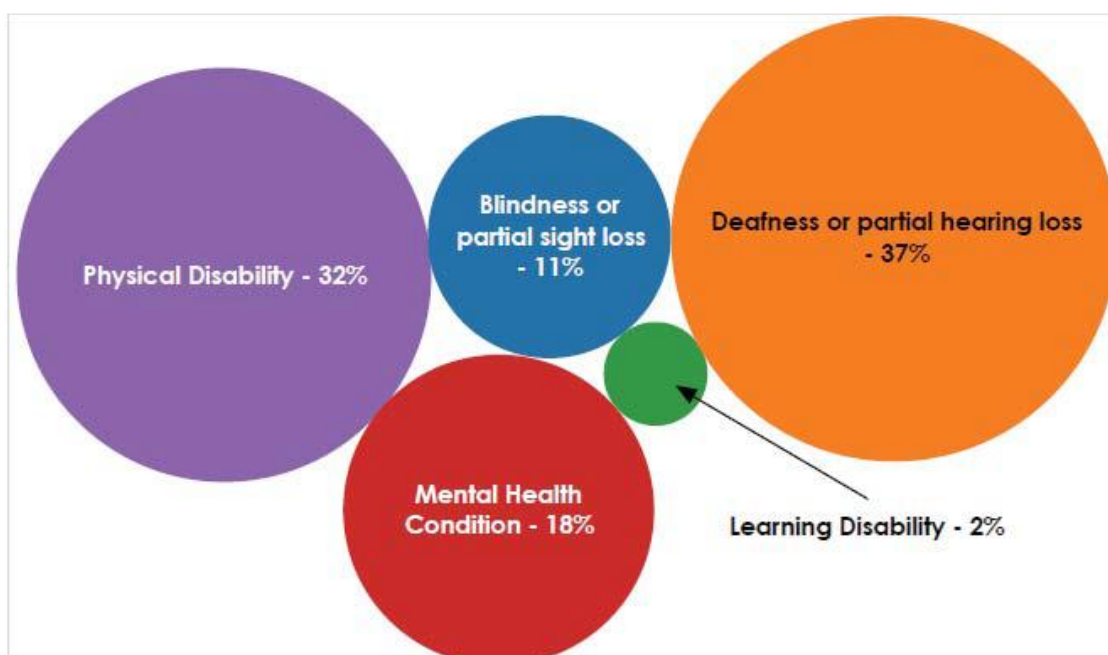 Physical Disability - 32%
Blindness or
partial sight loss
- 11%
Deafness or partial hearing loss
- 37%
Mental Health
Condition - 18%
Learning Disability - 2%